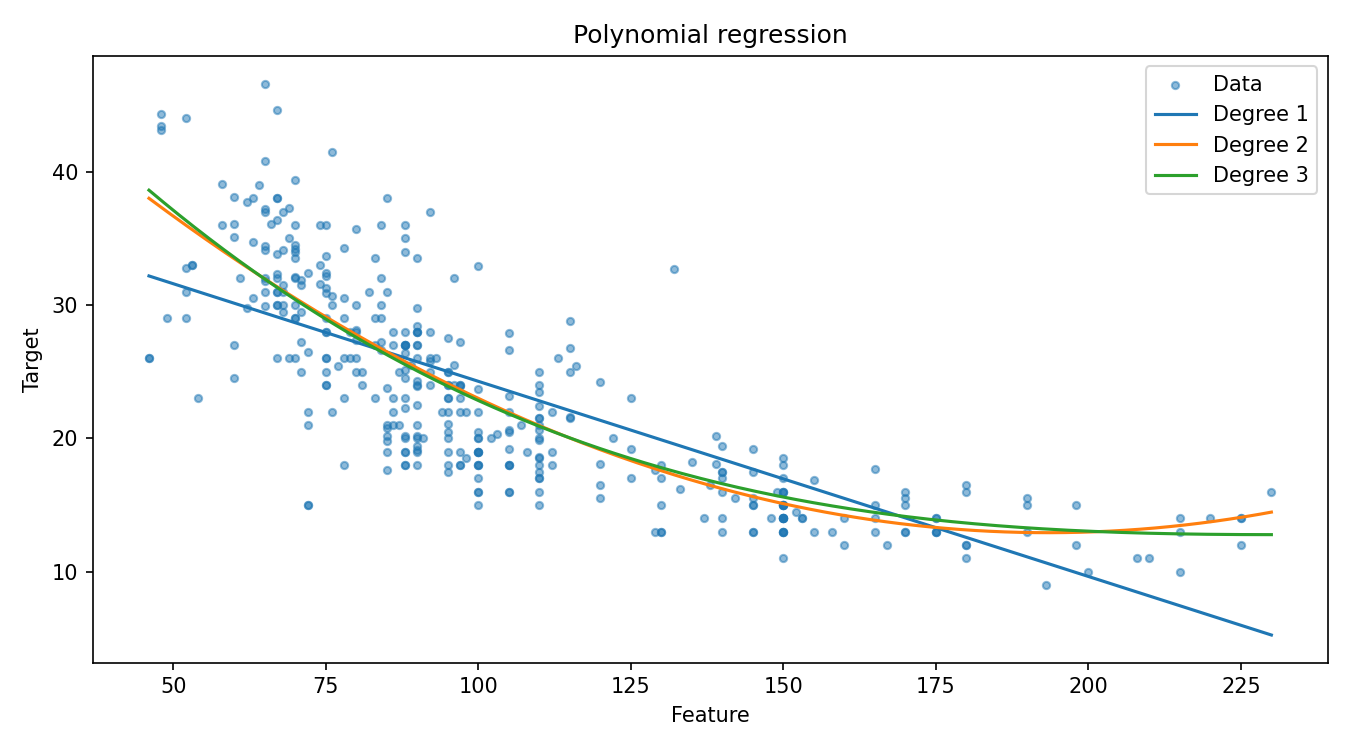 Polynomial regression
Data
Degree 1
Degree 2
Degree 3
40
30
20
10
Target
50 75 100 125 150 175 200 225
Feature